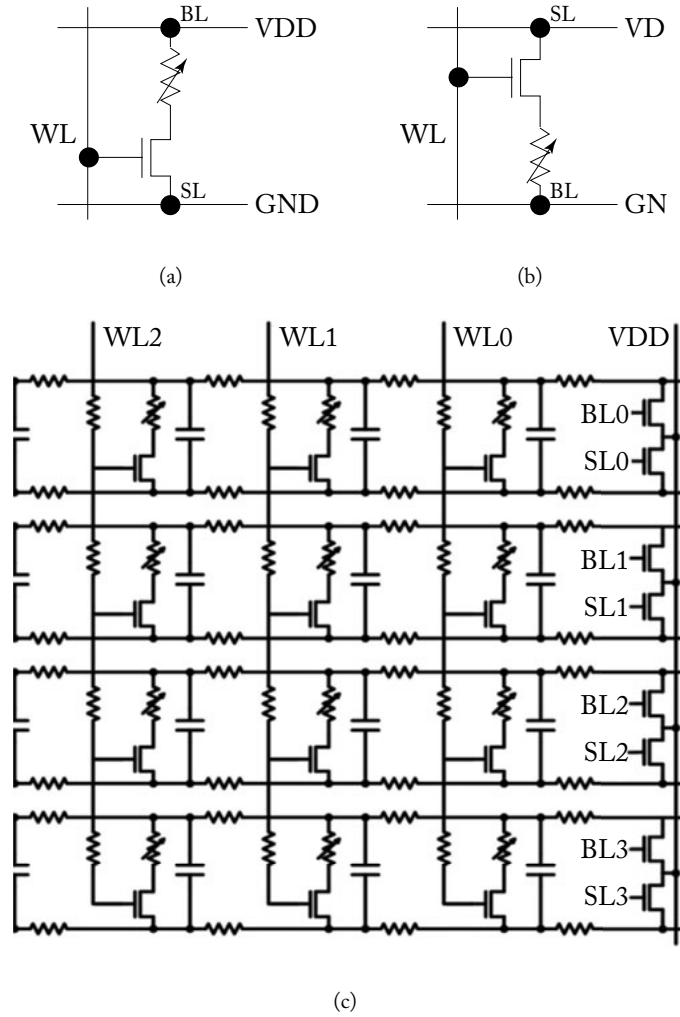 BL
VDD
WL
SL
GND
(a)
SL
VD
WL
BL
GN
(b)
WL2 WL1 WL0 VDD
BL0
SL0
BL1
SL1
BL2
SL2
BL3
SL3
(c)